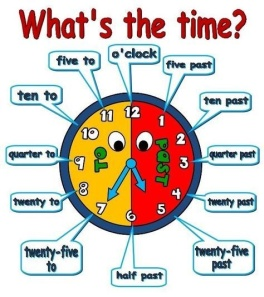 What's the time?
o'clock
five to
five past
ten to
ten past
quarter to
quarter past
twenty to
twenty past
twenty-five
to
twenty-five
past
half past
12
11
1
10
2
9
3
8
4
7
5
6
TO
PAST